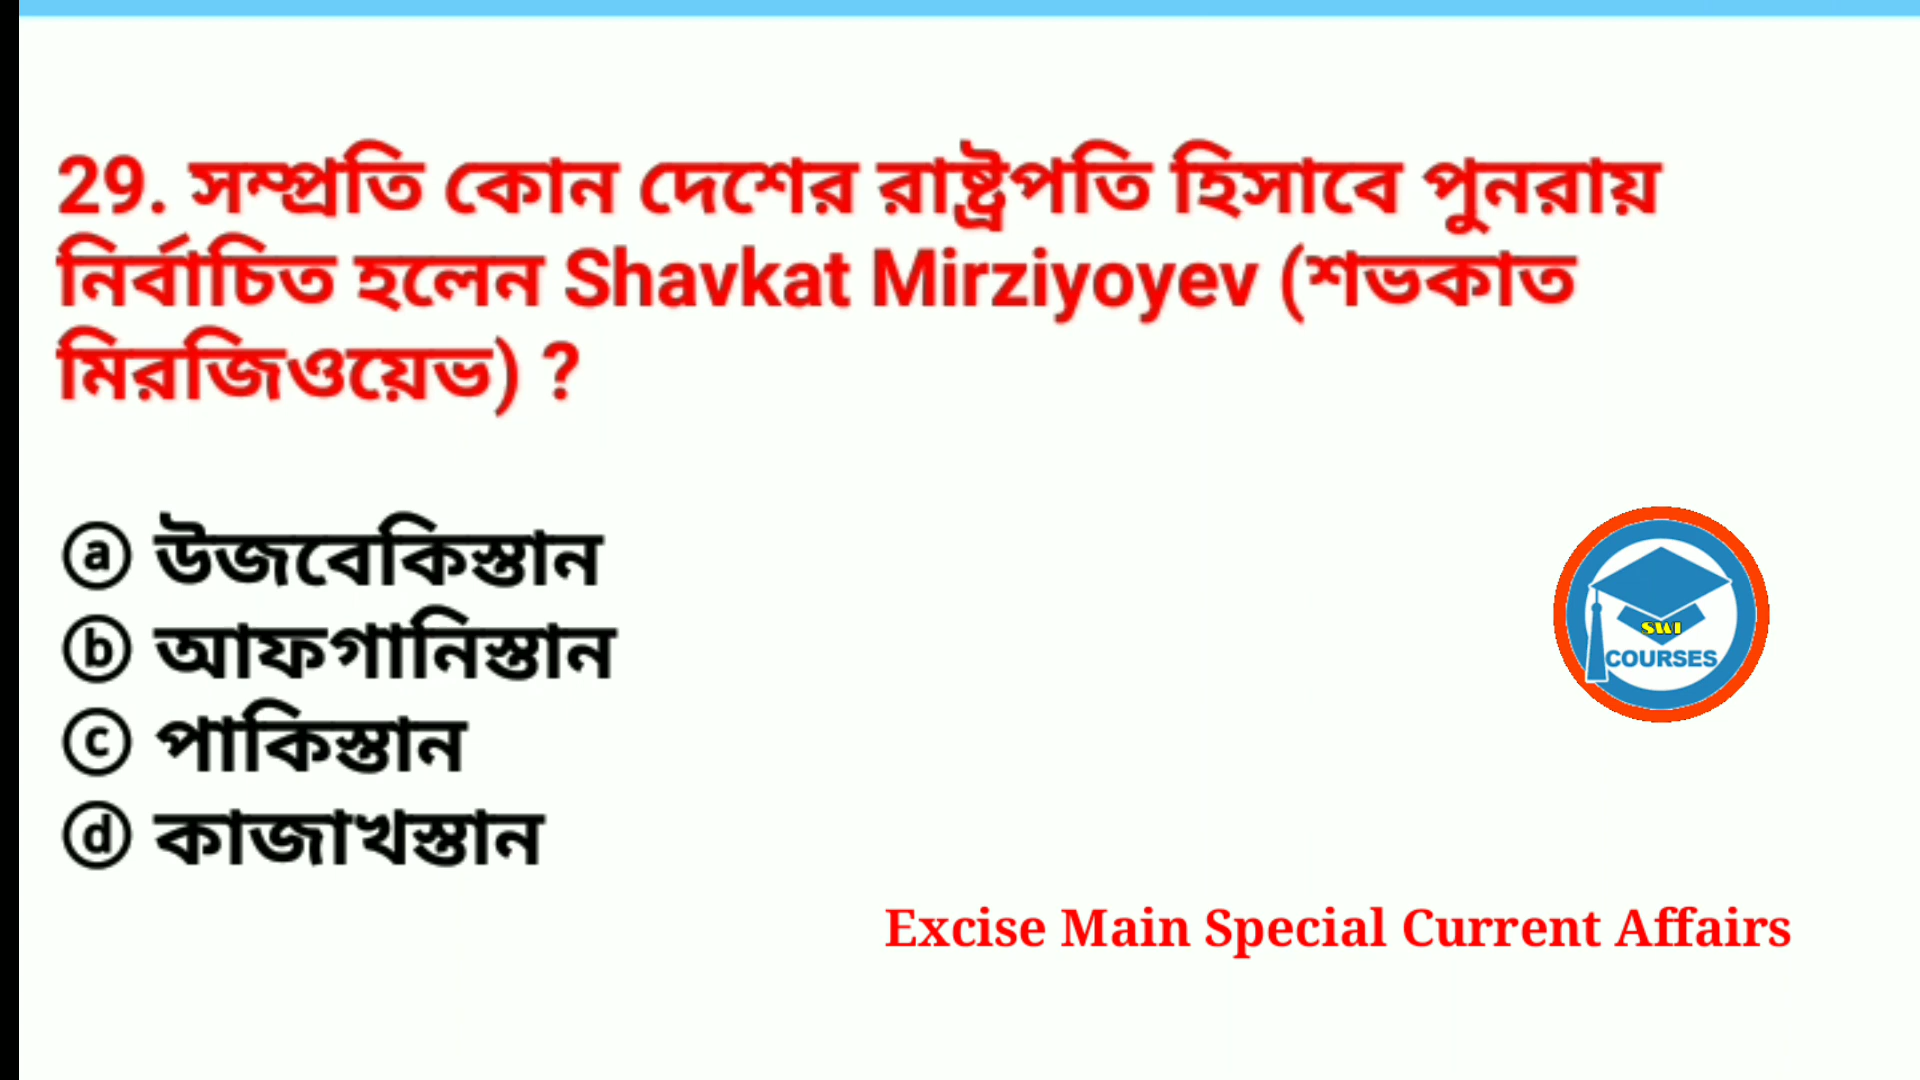 29. সম্প্রতি কোন দেশের রাষ্ট্রপতি হিসাবে পুনরায়
নির্বাচিত হলেন Shavkat Mirziyoyev (শভকাত
মিরজিওয়েভ) ?
ⓐ উজবেকিস্তান
ⓑ আফগানিস্তান
ⓒ পাকিস্তান
ⓓ কাজাখস্তান
SWI
COURSES
Excise Main Special Current Affairs